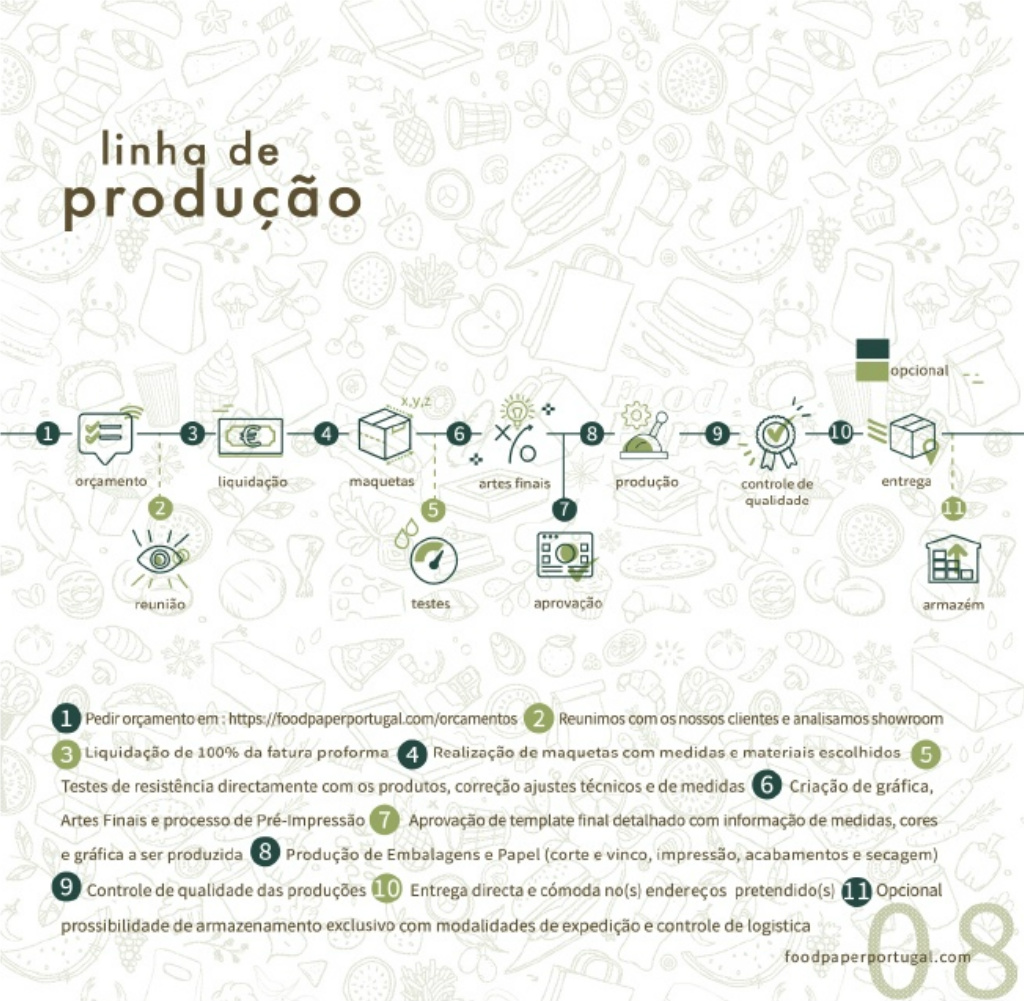 linha de
produção
opcional
x,y,z
1 3 4 6 8 9 10
orçamento liquidação maquetas artes finais produção controle de qualidade entrega
2 5 7 11
reunião testes aprovação armazém
1 Pedir orçamento em : https://foodpaperportugal.com/orcamentos 2 Reunimos com os nossos clientes e analisamos showroom
3 Liquidação de 100% da fatura proforma 4 Realização de maquetas com medidas e materiais escolhidos 5
Testes de resistência directamente com os produtos, correção ajustes técnicos e de medidas 6 Criação de gráfica,
Artes Finais e processo de Pré-Impressão 7 Aprovação de template final detalhado com informação de medidas, cores
e gráfica a ser produzida 8 Produção de Embalagens e Papel (corte e vinco, impressão, acabamentos e secagem)
9 Controle de qualidade das produções 10 Entrega directa e cómoda no(s) endereços pretendido(s) 11 Opcional
prossibilidade de armazenamento exclusivo com modalidades de expedição e controle de logistica
foodpaperportugal.com
08